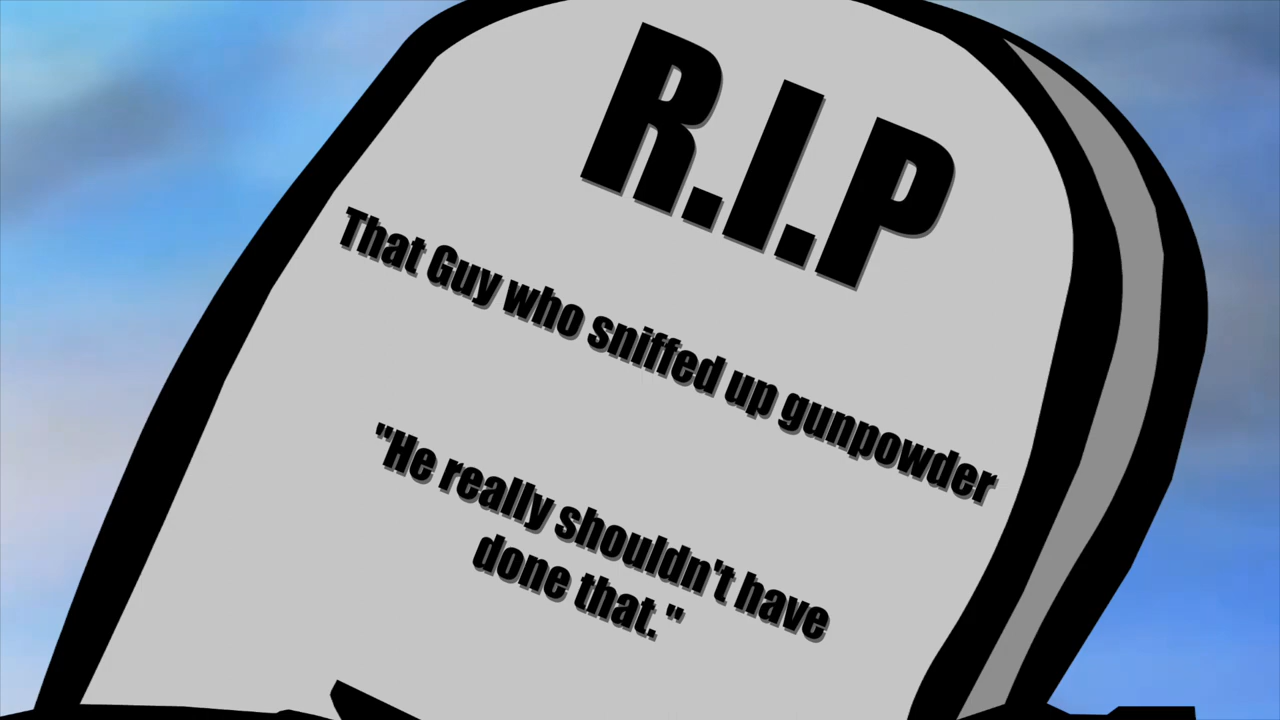 R.I.P
That Guy who sniffed up gunpowder
"He really shouldn't have
done that."